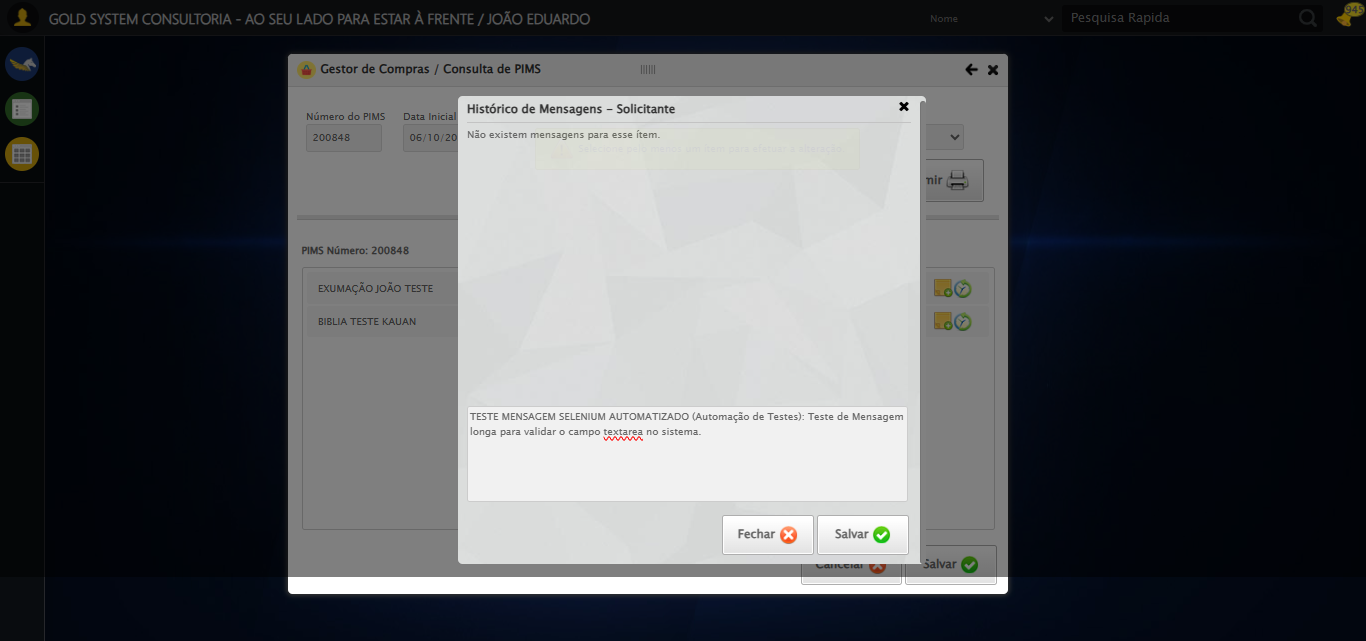 GOLD SYSTEM CONSULTORIA - AO SEU LADO PARA ESTAR À FRENTE / JOÃO EDUARDO
Nome
Pesquisa Rapida
945
Gestor de Compras / Consulta de PIMS
Número do PIMS
Data Inicial
200848
06/10/20
mir
Histórico de Mensagens - Solicitante
Não existem mensagens para esse ítem.
PIMS Número: 200848
EXUMAÇÃO JOÃO TESTE
BIBLIA TESTE KAUAN
TESTE MENSAGEM SELENIUM AUTOMATIZADO (Automação de Testes): Teste de Mensagem
longa para validar o campo textarea no sistema.
Fechar
Salvar
Cancelar
Salvar